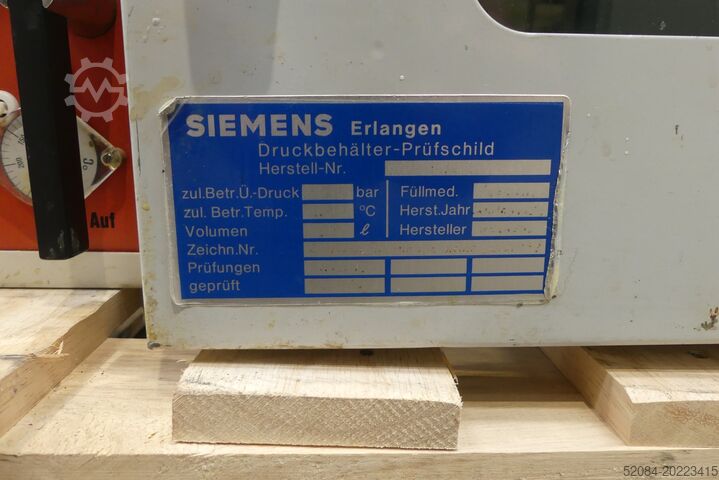 SIEMENS Erlangen
Druckbehälter-Prüfschild
Herstell-Nr.
zul.Betr.Ü.-Druck bar Füllmed.
zul. Betr.Temp. °C Herst.Jahr
Volumen ℓ Hersteller
Zeichn.Nr.
Prüfungen
geprüft
Auf
52084-20223415